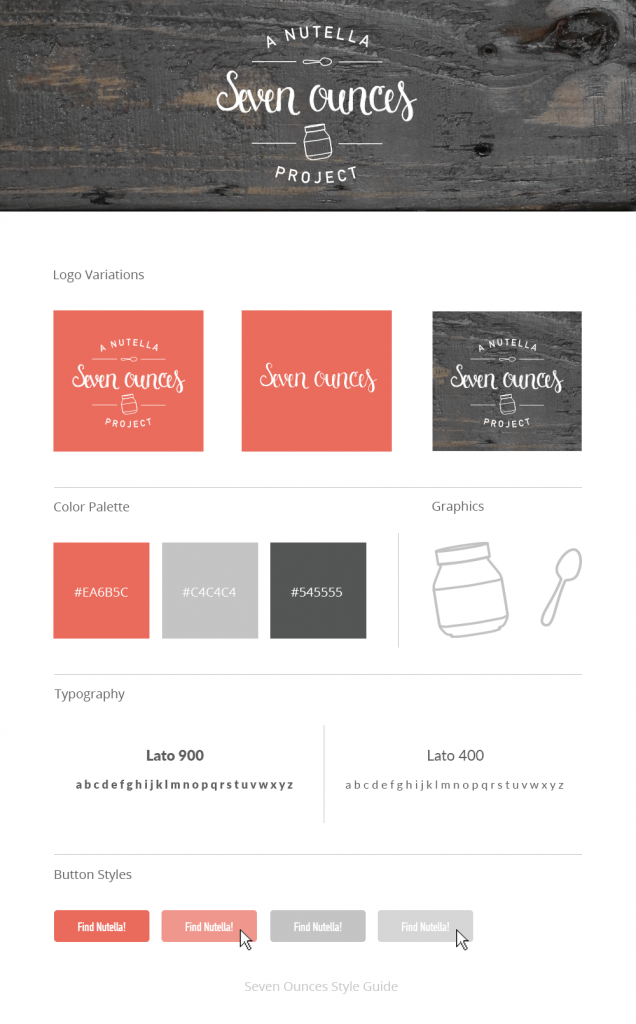 A NUTELLA
Seven ounces
PROJECT
Logo Variations
A NUTELLA
Seven ounces
PROJECT
Seven ounces
A NUTELLA
Seven ounces
PROJECT
Color Palette
Graphics
#EA6B5C
#C4C4C4
#545555
Typography
Lato 900
abcdefghijklmnopqrstuvwxyz
Lato 400
abcdefghijklmnopqrstuvwxyz
Button Styles
Find Nutella!
Find Nutella!
Find Nutella!
Find Nutella!
Seven Ounces Style Guide